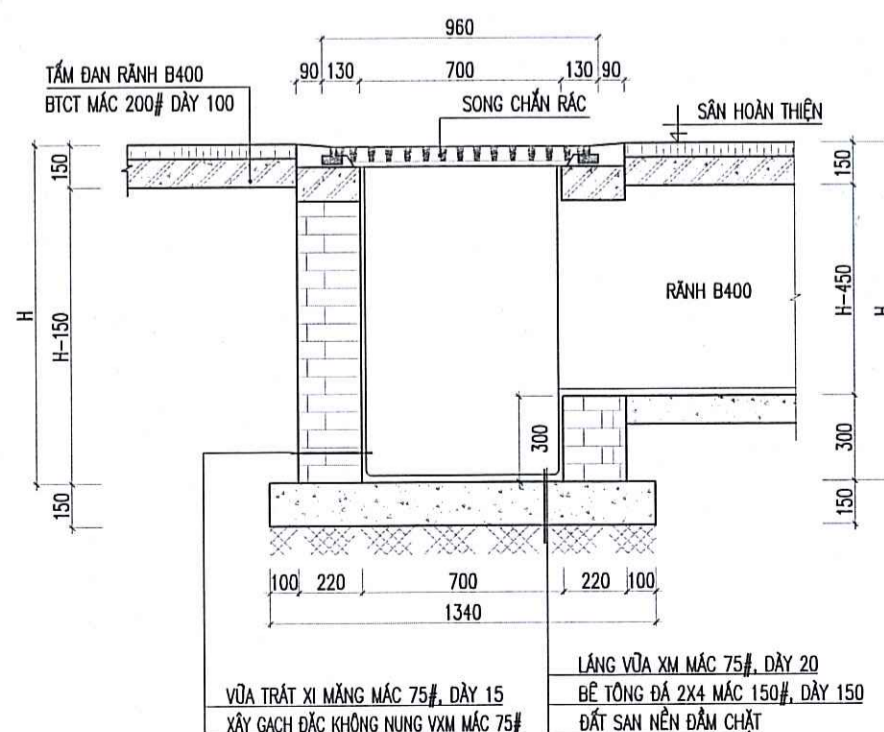 960
90 130 700 130 90
TẤM ĐAN RÃNH B400
BTCT MÁC 200# DÀY 100
SONG CHẮN RÁC
SÂN HOÀN THIỆN
150
150
H
H-150
RÃNH B400
H-450
H
300
300
150
150
100 220 700 220 100
1340
VỮA TRÁT XI MĂNG MÁC 75#, DÀY 15
XÂY GẠCH ĐẶC KHÔNG NUNG VXM MÁC 75#
LÁNG VỮA XM MÁC 75#, DÀY 20
BÊ TÔNG ĐÁ 2X4 MÁC 150#, DÀY 150
ĐẤT SAN NỀN ĐẦM CHẶT